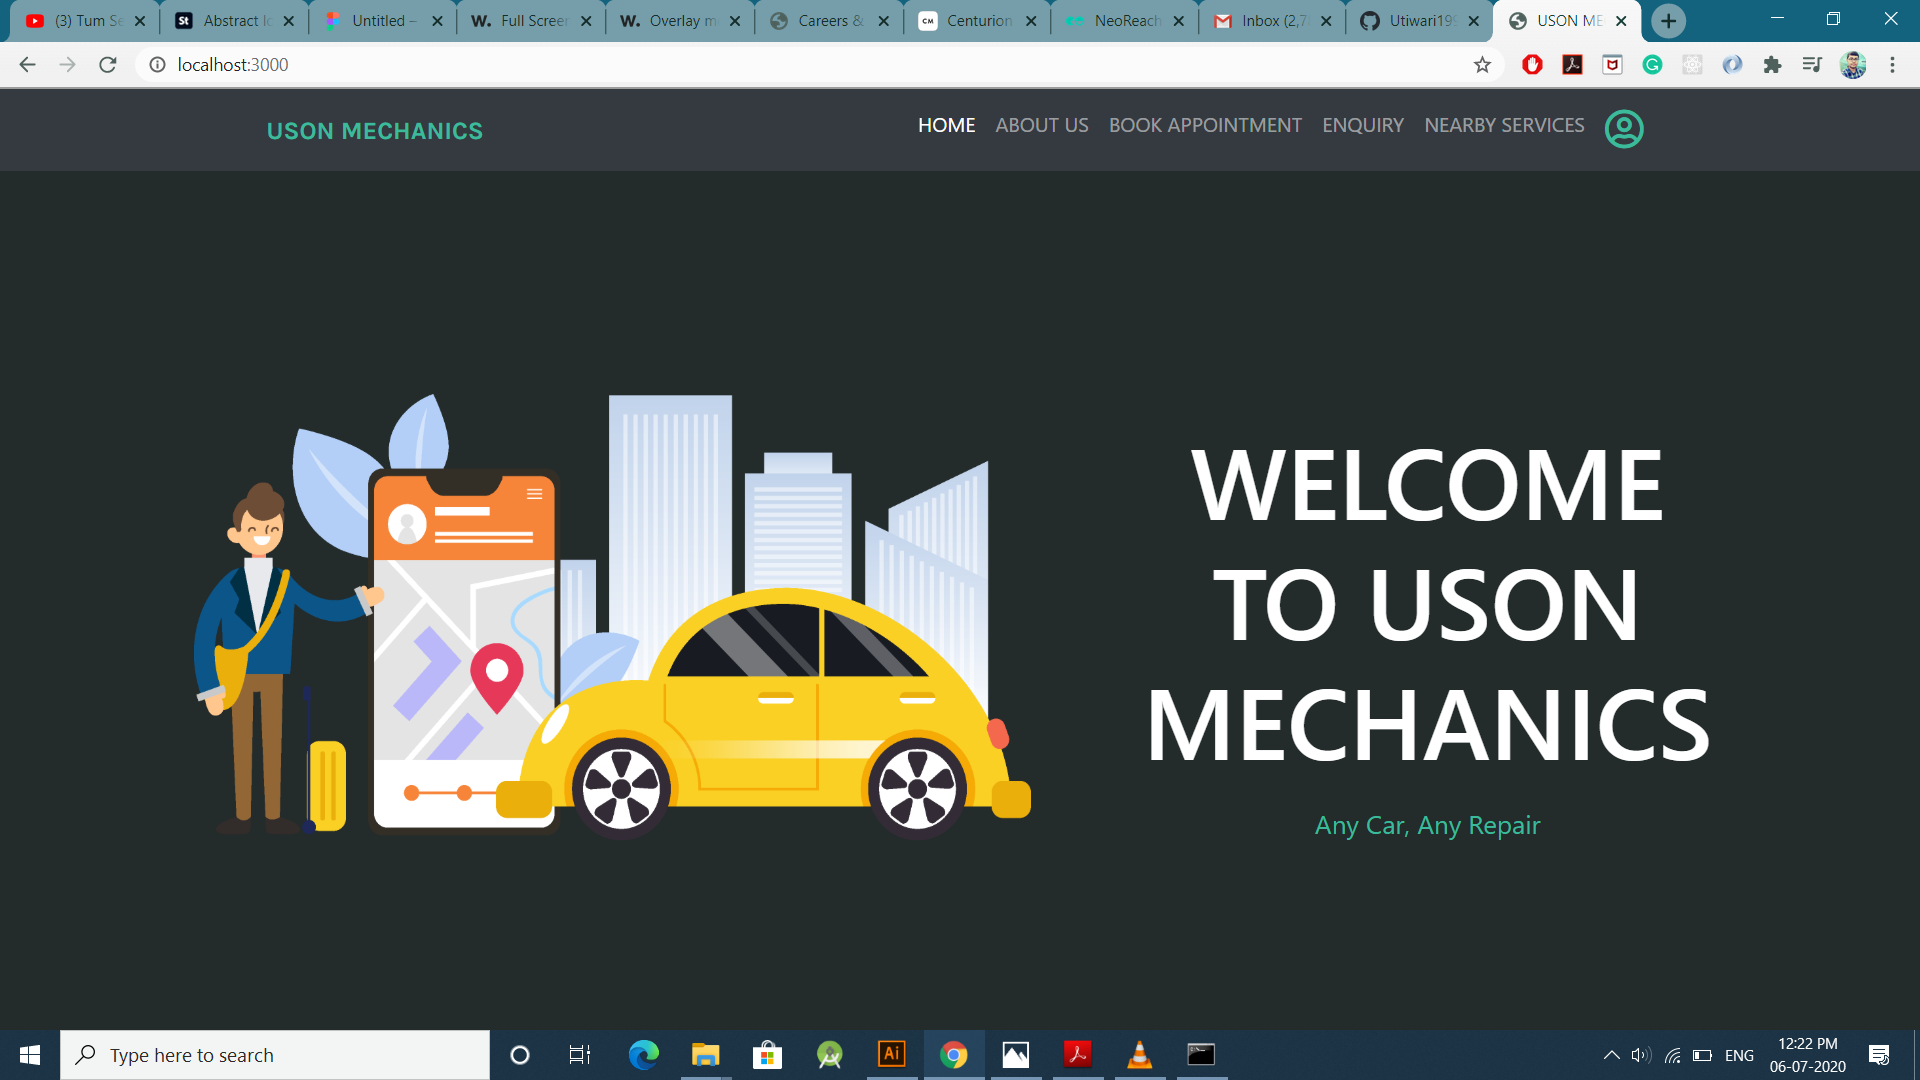 (3) Tum Se
Abstract
Untitled –
Full Screen
Overlay m
Careers &
Centurion
NeoReach
Inbox (2,7
Utiwari199
USON ME
localhost:3000
USON MECHANICS
HOME
ABOUT US
BOOK APPOINTMENT
ENQUIRY
NEARBY SERVICES
WELCOME
TO USON
MECHANICS
Any Car, Any Repair
Type here to search
Ai
ENG
12:22 PM
06-07-2020